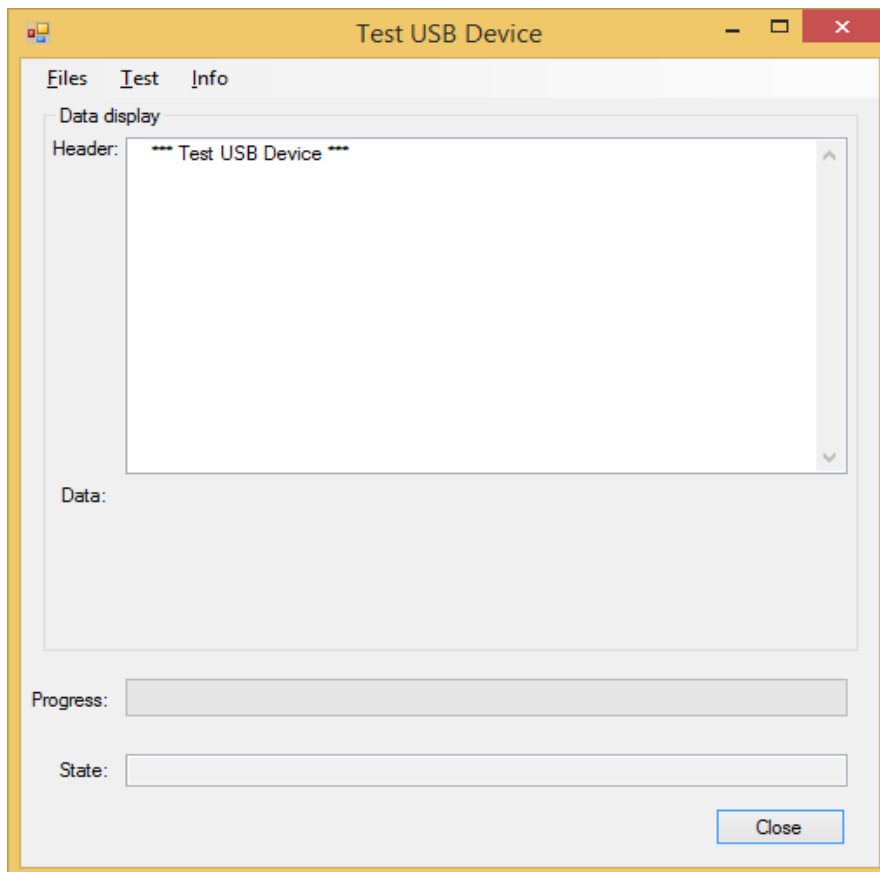 Test USB Device
Files Test Info
Data display
Header: *** Test USB Device ***
Data:
Progress:
State:
Close